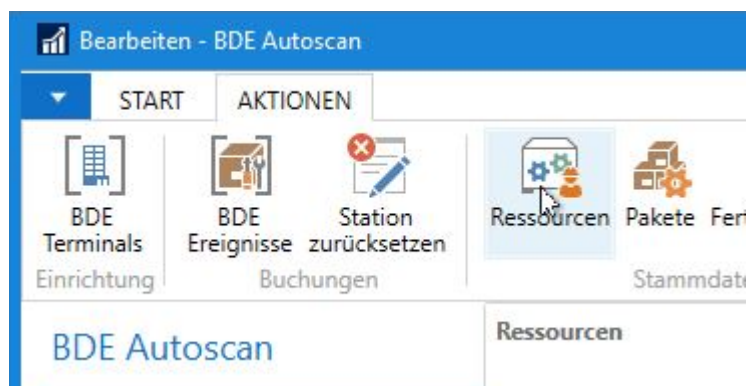 Bearbeiten - BDE Autoscan
START AKTIONEN
BDE Terminals
BDE Ereignisse
Station zurücksetzen
Ressourcen
Pakete
Einrichtung
Buchungen
BDE Autoscan
Ressourcen